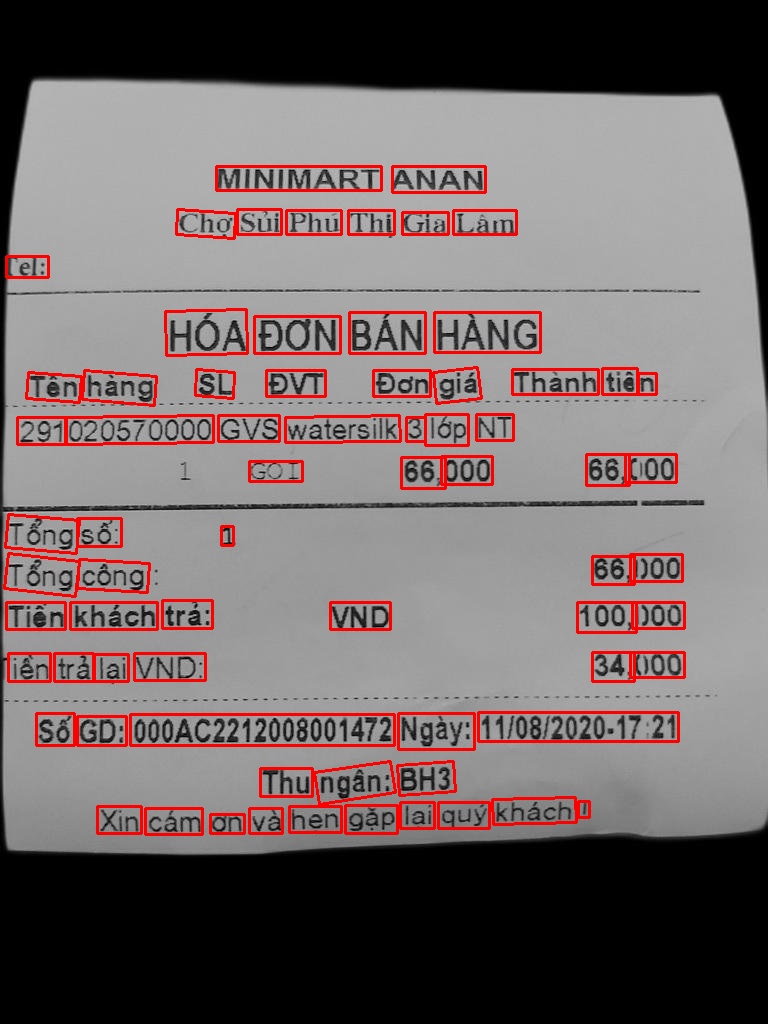 MINIMART ANAN
Chợ Sủi Phú Thị Gia Lâm
Tel:
HÓA ĐƠN BÁN HÀNG
Tên hàng SL ĐVT Đơn giá Thành tiền
291020570000 GVS watersilk 3 lớp NT
1 GOI 66,000 66,000
Tổng số: 1
Tổng công : 66,000
Tiền khách trả: VND 100,000
Tiền trả lại VND: 34,000
Số GD: 000AC2212008001472 Ngày: 11/08/2020-17:21
Thu ngân: BH3
Xin cám ơn và hen gặp lai quý khách !